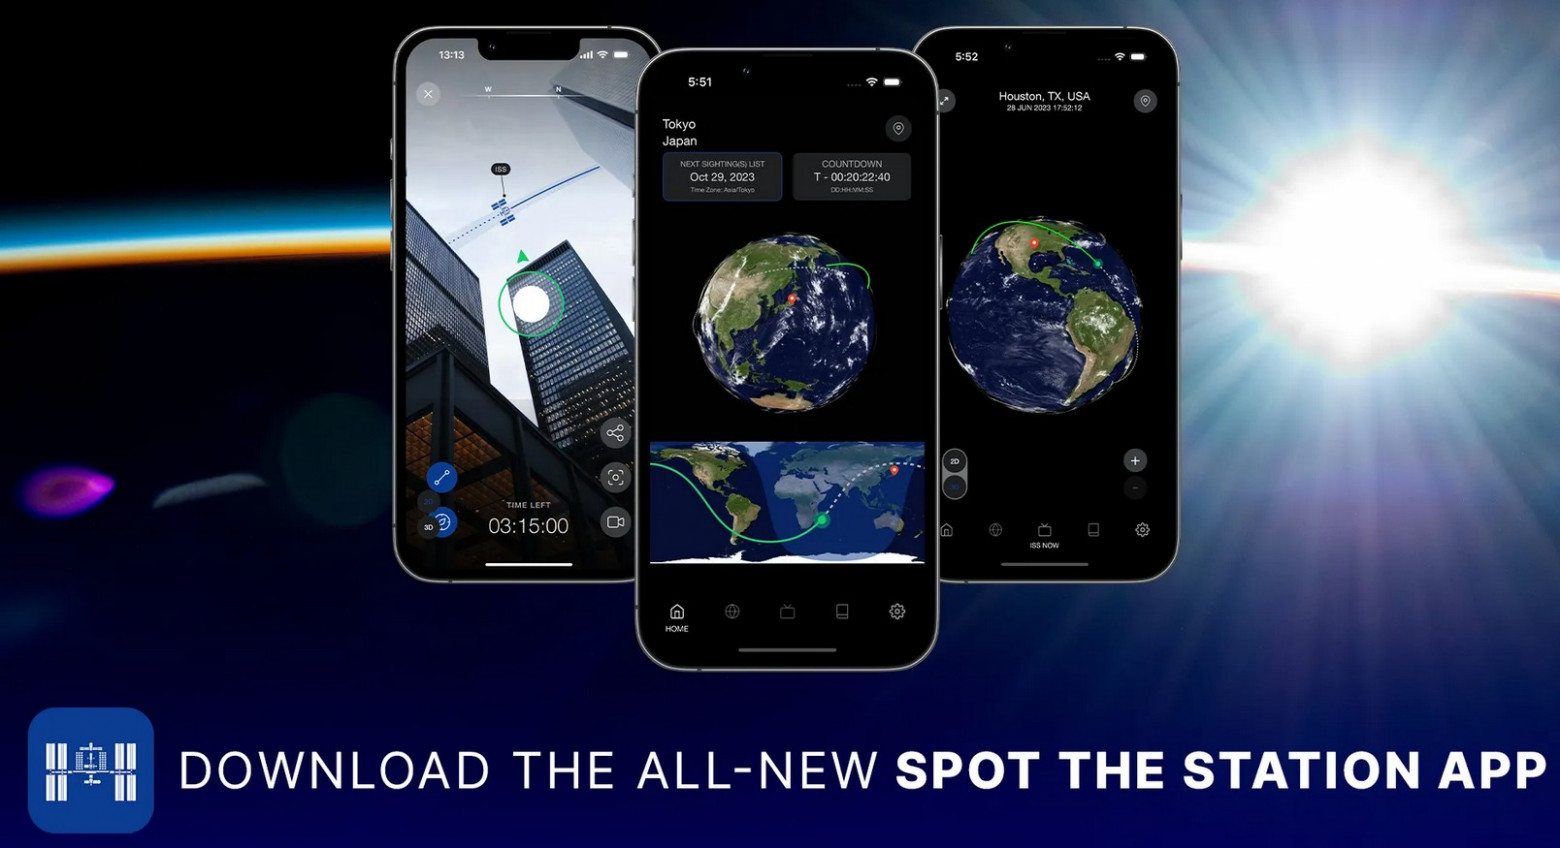 13:13
W N
ISS
TIME LEFT
03:15:00
3D
5:51
Tokyo
Japan
NEXT SIGHTING(S) LIST
Oct 29, 2023
Time Zone: Asia/Tokyo
COUNTDOWN
T - 00:20:22:40
DD:HH:MM:SS
HOME
5:52
Houston, TX, USA
28 JUN 2023 17:52:12
2D
ISS NOW
DOWNLOAD THE ALL-NEW SPOT THE STATION APP